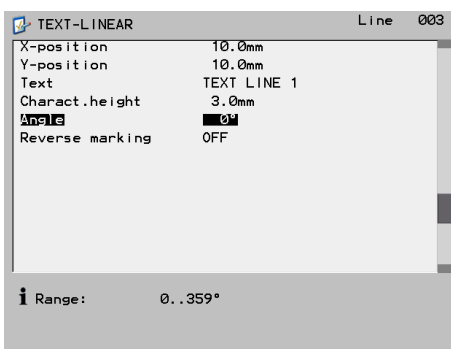 TEXT-LINEAR Line 003
X-position 10.0mm
Y-position 10.0mm
Text TEXT LINE 1
Charact.height 3.0mm
Angle 0°
Reverse marking OFF
i Range: 0..359°